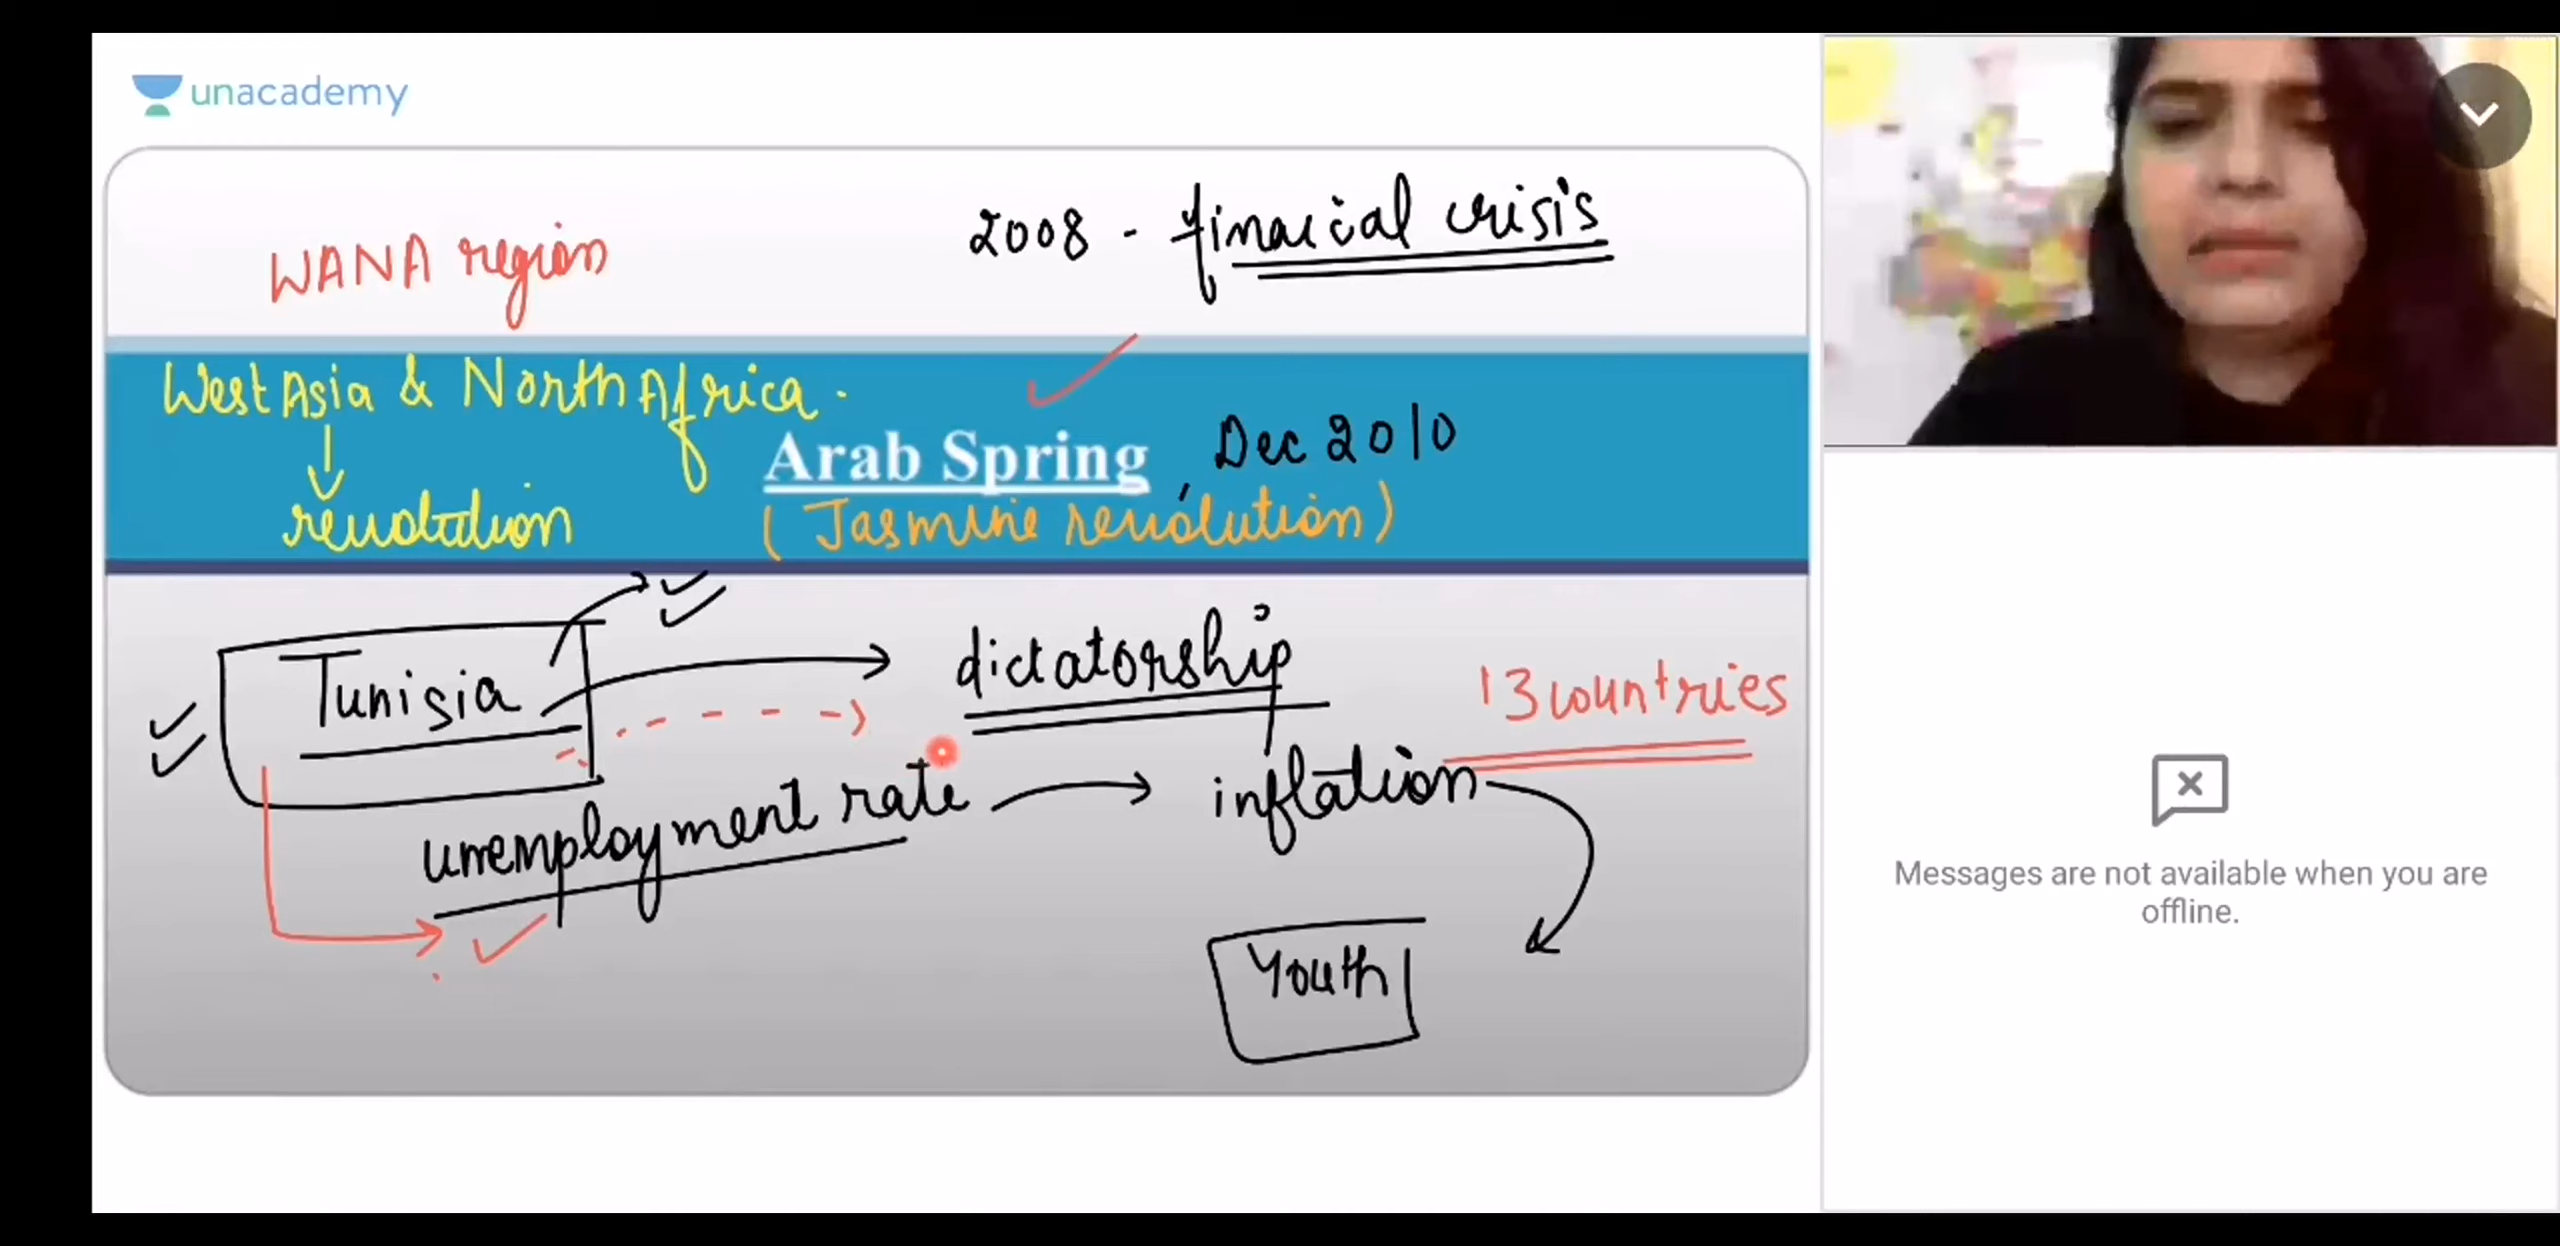 unacademy
WANA region
2008 - financial crisis
West Asia & North Africa.
revolution
Arab Spring, Dec 2010
(Jasmine revolution)
Tunisia
dictatorship
13 countries
unemployment rate
inflation
Youth
Messages are not available when you are
offline.